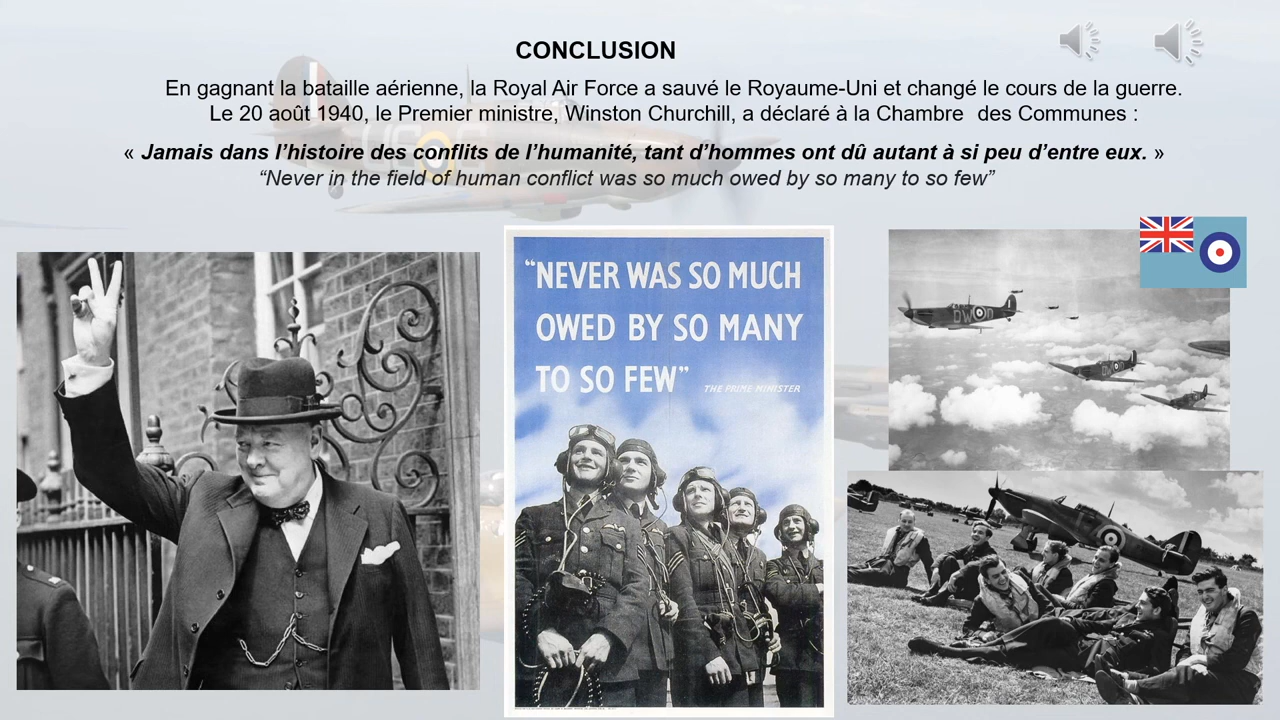 CONCLUSION
En gagnant la bataille aérienne, la Royal Air Force a sauvé le Royaume-Uni et changé le cours de la guerre.
Le 20 août 1940, le Premier ministre, Winston Churchill, a déclaré à la Chambre des Communes :
« Jamais dans l’histoire des conflits de l’humanité, tant d’hommes ont dû autant à si peu d’entre eux. »
“Never in the field of human conflict was so much owed by so many to so few”
“NEVER WAS SO MUCH
OWED BY SO MANY
TO SO FEW”
THE PRIME MINISTER
DW O